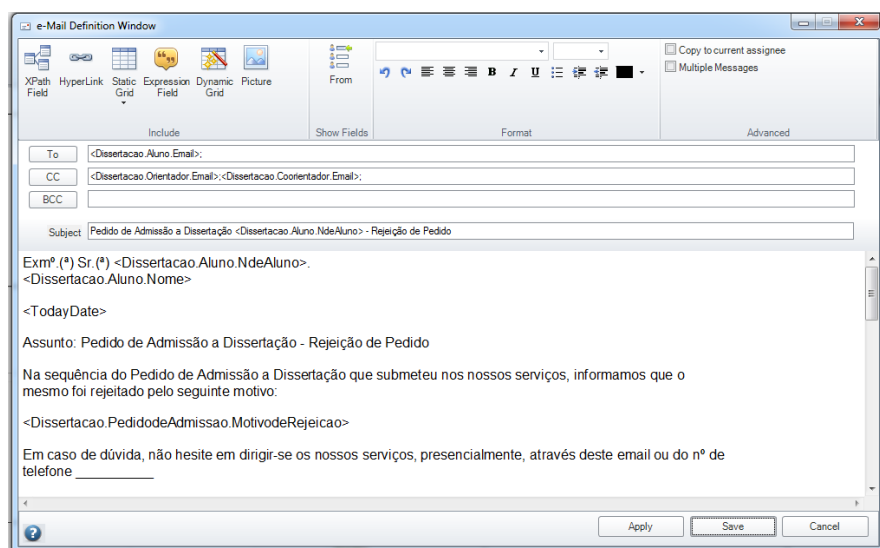 e-Mail Definition Window
XPath Field
HyperLink
Static Grid
Expression Field
Dynamic Grid
Picture
Include
From
Show Fields
B I U
Format
Copy to current assignee
Multiple Messages
Advanced
To <Dissertacao.Aluno.Email>;
CC <Dissertacao.Orientador.Email>;<Dissertacao.Coorientador.Email>;
BCC
Subject Pedido de Admissão a Dissertação <Dissertacao.Aluno.NdeAluno> - Rejeição de Pedido
Exmº.(ª) Sr.(ª) <Dissertacao.Aluno.NdeAluno>.
<Dissertacao.Aluno.Nome>
<TodayDate>
Assunto: Pedido de Admissão a Dissertação - Rejeição de Pedido
Na sequência do Pedido de Admissão a Dissertação que submeteu nos nossos serviços, informamos que o
mesmo foi rejeitado pelo seguinte motivo:
<Dissertacao.PedidodeAdmissao.MotivodeRejeicao>
Em caso de dúvida, não hesite em dirigir-se os nossos serviços, presencialmente, através deste email ou do nº de
telefone __________
Apply Save Cancel